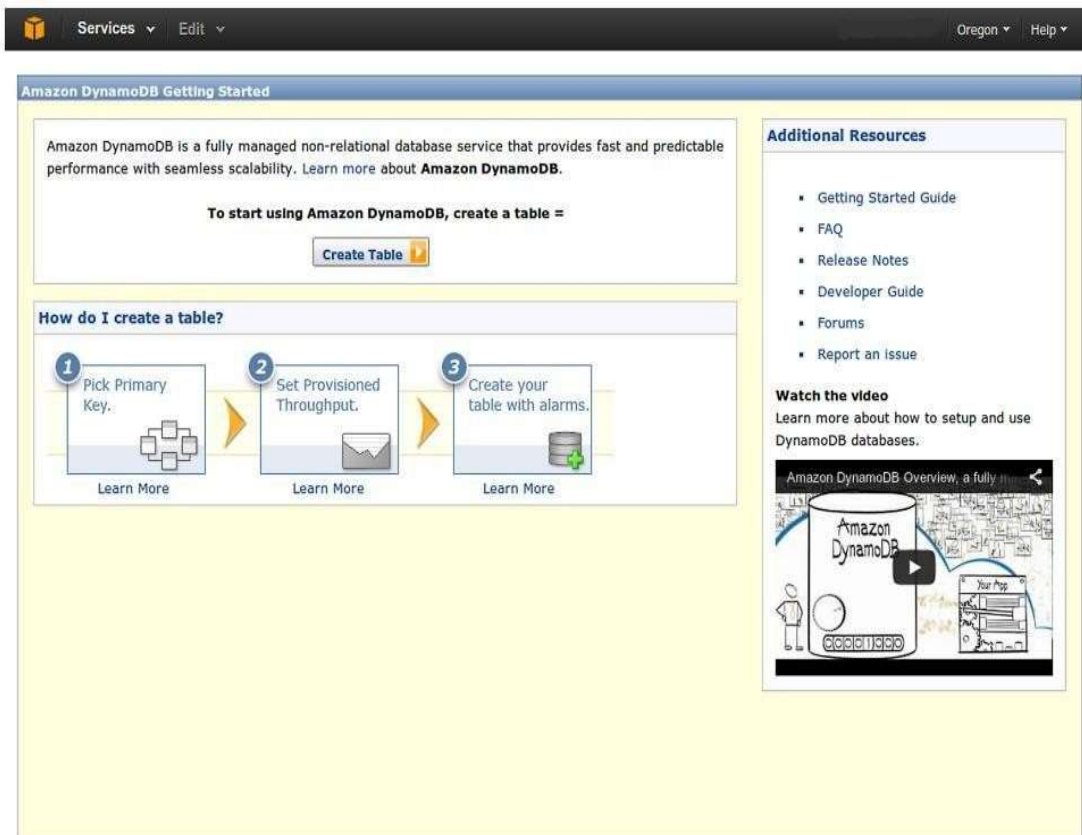 Services Edit Oregon Help
Amazon DynamoDB Getting Started
Amazon DynamoDB is a fully managed non-relational database service that provides fast and predictable
performance with seamless scalability. Learn more about Amazon DynamoDB.
To start using Amazon DynamoDB, create a table =
Create Table
How do I create a table?
1
Pick Primary
Key.
Learn More
2
Set Provisioned
Throughput.
Learn More
3
Create your
table with alarms.
Learn More
Additional Resources
Getting Started Guide
FAQ
Release Notes
Developer Guide
Forums
Report an issue
Watch the video
Learn more about how to setup and use
DynamoDB databases.
Amazon DynamoDB Overview, a fully
Amazon
DynamoDB
Your App